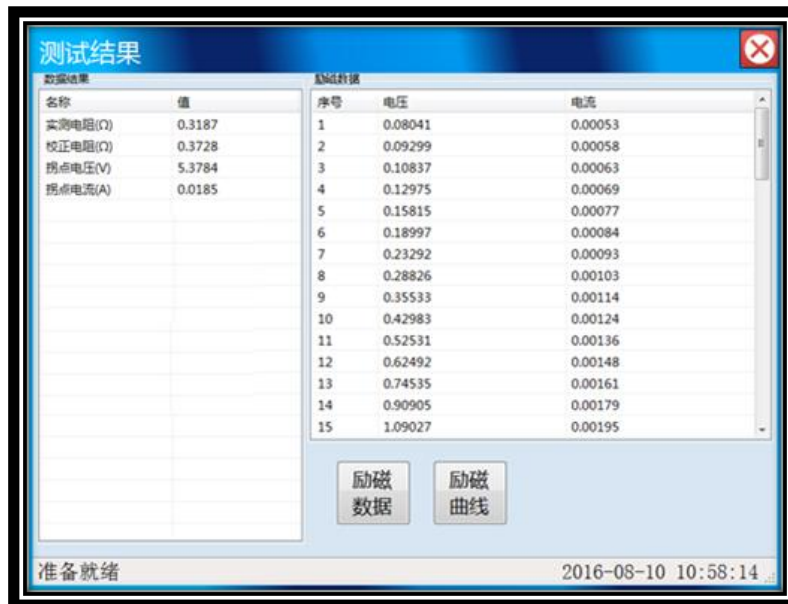 测试结果
数据结果
名称 值
实测电阻(Ω) 0.3187
校正电阻(Ω) 0.3728
拐点电压(V) 5.3784
拐点电流(A) 0.0185
励磁数据
序号 电压 电流
1 0.08041 0.00053
2 0.09299 0.00058
3 0.10837 0.00063
4 0.12975 0.00069
5 0.15815 0.00077
6 0.18997 0.00084
7 0.23292 0.00093
8 0.28826 0.00103
9 0.35533 0.00114
10 0.42983 0.00124
11 0.52531 0.00136
12 0.62492 0.00148
13 0.74535 0.00161
14 0.90905 0.00179
15 1.09027 0.00195
励磁
数据
励磁
曲线
准备就绪 2016-08-10 10:58:14